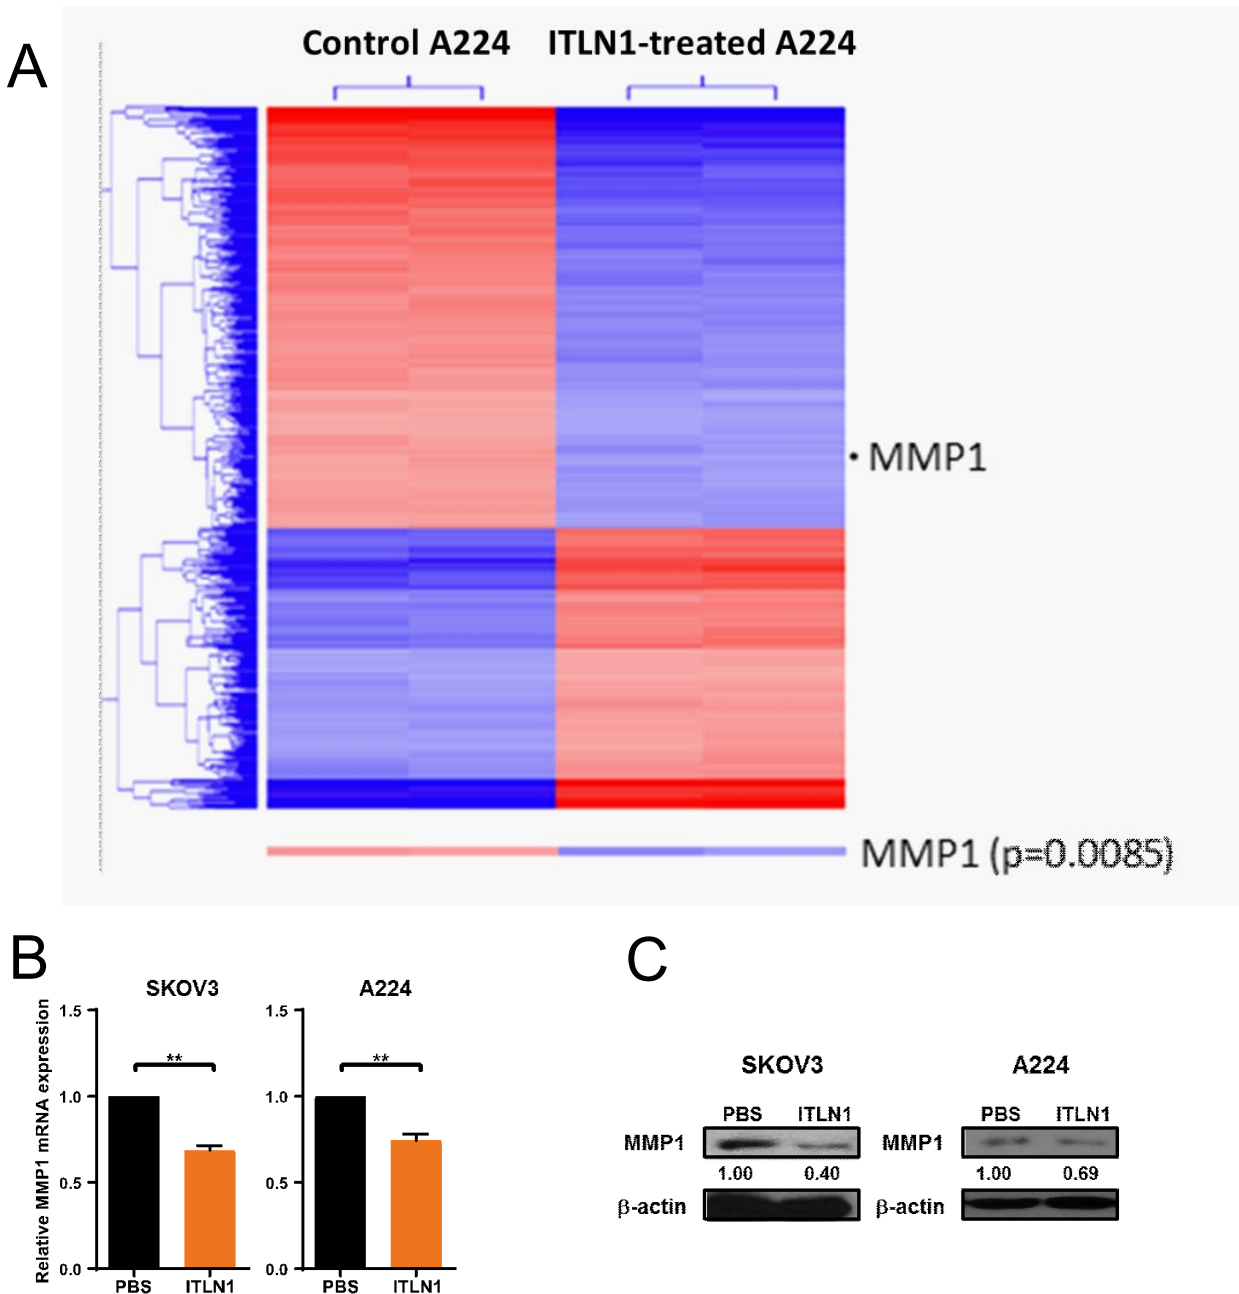 A
Control A224 ITLN1-treated A224
MMP1
MMP1 (p=0.0085)
B
SKOV3
Relative MMP1 mRNA expression
1.5
1.0
0.5
0.0
**
PBS ITLN1
A224
1.5
1.0
0.5
0.0
**
PBS ITLN1
C
SKOV3
PBS ITLN1
MMP1
1.00 0.40
β-actin
A224
PBS ITLN1
MMP1
1.00 0.69
β-actin